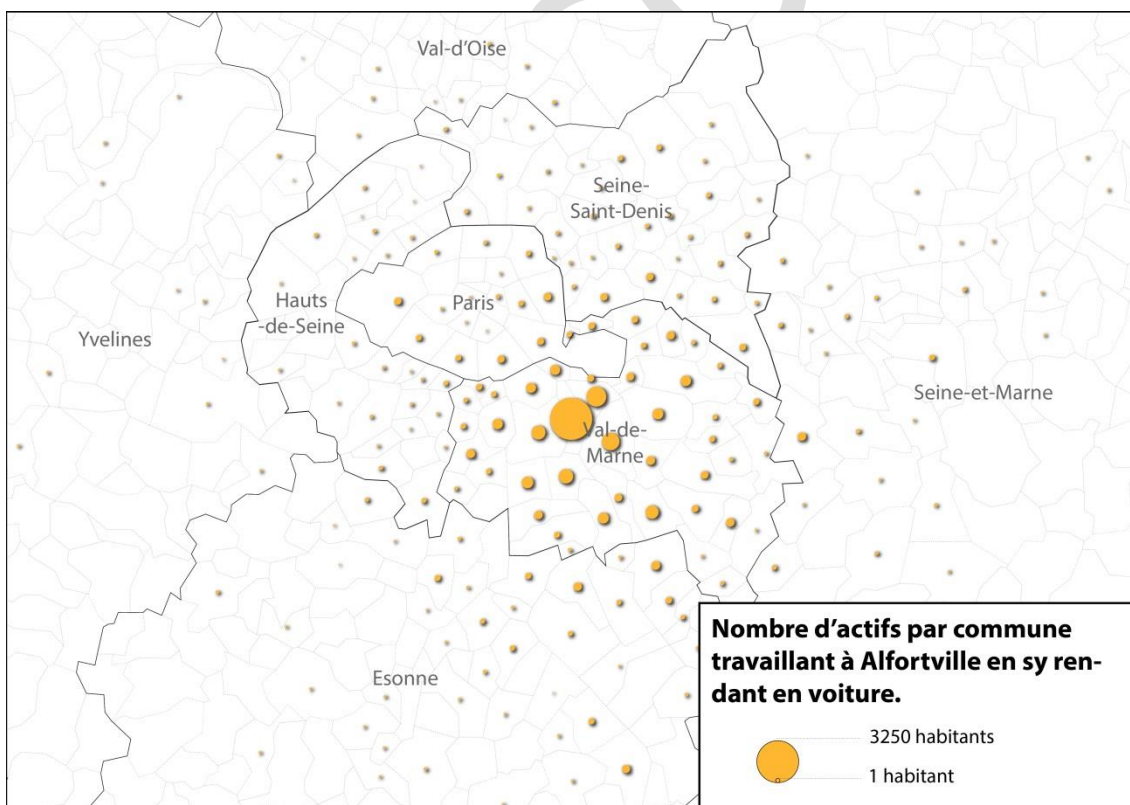 Val-d'Oise
Seine-
Saint-Denis
Hauts
-de-Seine
Paris
Yvelines
Seine-et-Marne
Val-de-
Marne
Esonne
Nombre d'actifs par commune
travaillant à Alfortville en sy ren-
dant en voiture.
3250 habitants
1 habitant